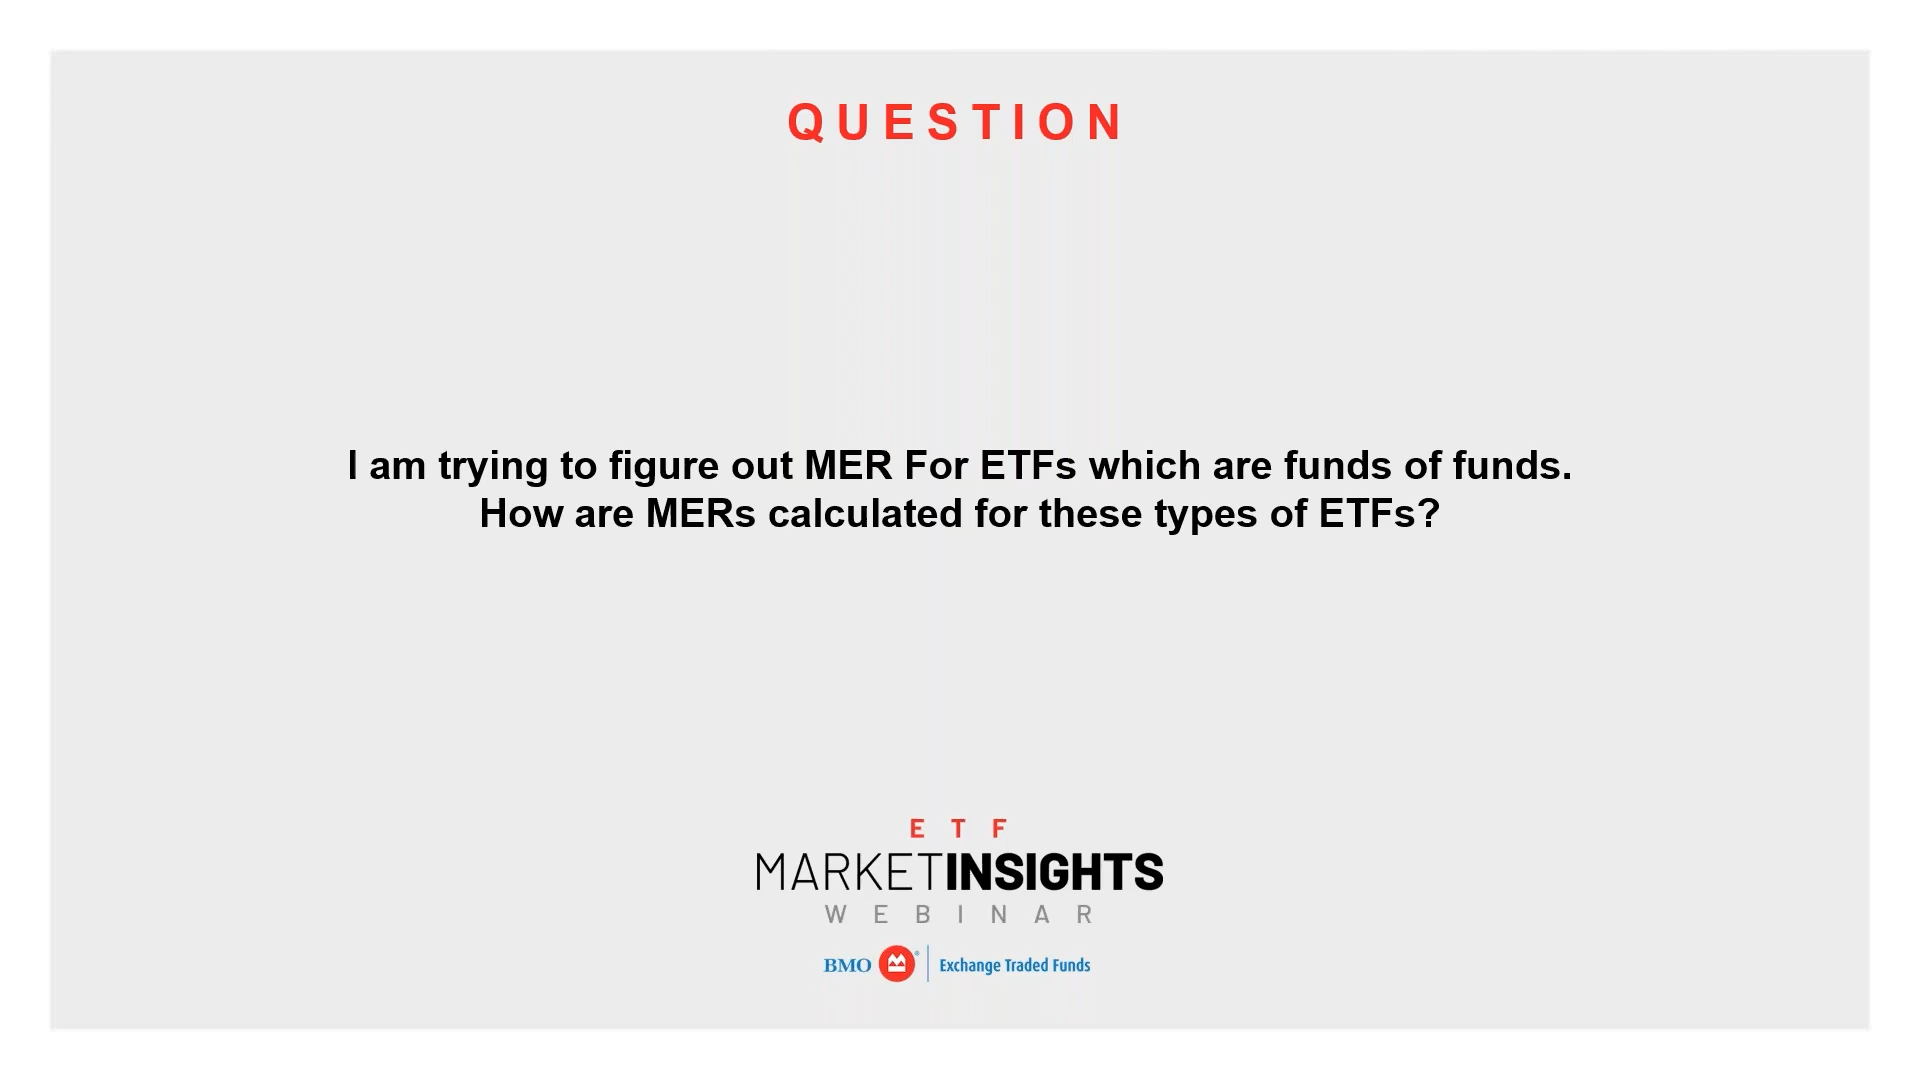 QUESTION
I am trying to figure out MER For ETFs which are funds of funds.
How are MERs calculated for these types of ETFs?
ETF
MARKETINSIGHTS
WEBINAR
BMO ® Exchange Traded Funds